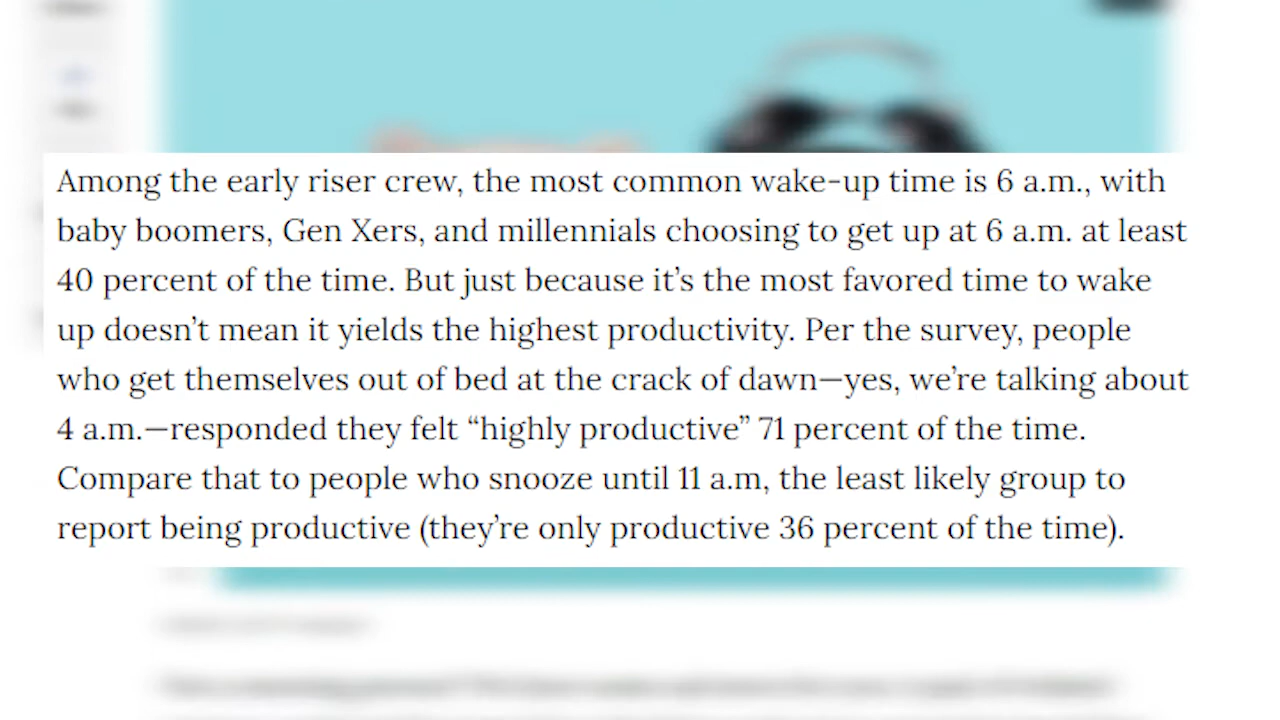 Among the early riser crew, the most common wake-up time is 6 a.m., with
baby boomers, Gen Xers, and millennials choosing to get up at 6 a.m. at least
40 percent of the time. But just because it’s the most favored time to wake
up doesn’t mean it yields the highest productivity. Per the survey, people
who get themselves out of bed at the crack of dawn—yes, we’re talking about
4 a.m.—responded they felt “highly productive” 71 percent of the time.
Compare that to people who snooze until 11 a.m, the least likely group to
report being productive (they’re only productive 36 percent of the time).